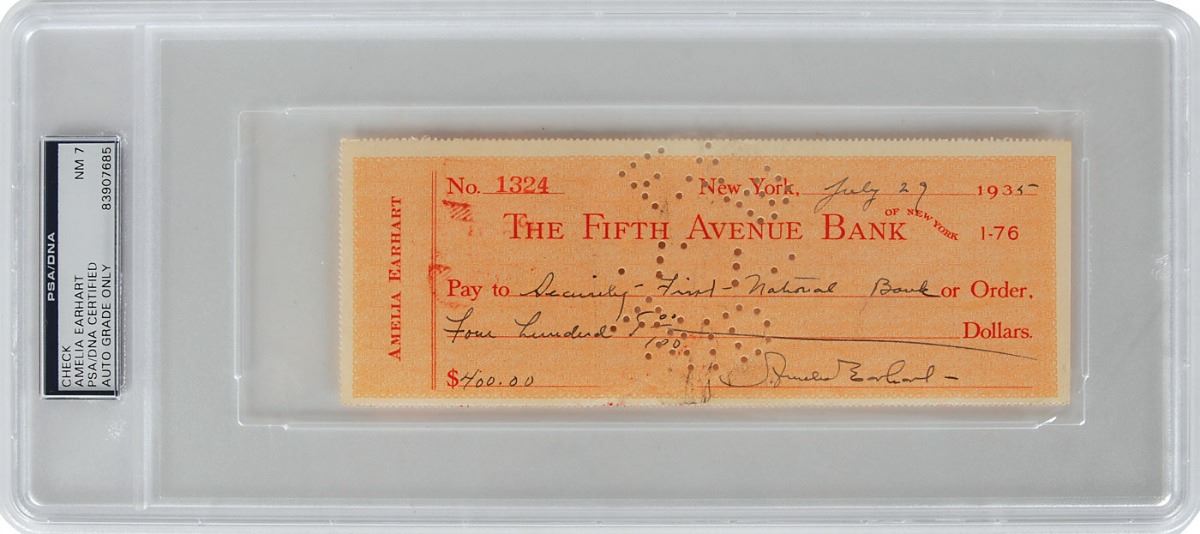 PSA/DNA
CHECK
AMELIA EARHART
PSA/DNA CERTIFIED
AUTO GRADE ONLY
NM 7
83907685
AMELIA EARHART
No. 1324
New York, July 29 1935
THE FIFTH AVENUE BANK OF NEW YORK 1-76
Pay to Security-First-National Bank or Order,
Four hundred & 00/100 Dollars.
$400.00 Amelia Earhart